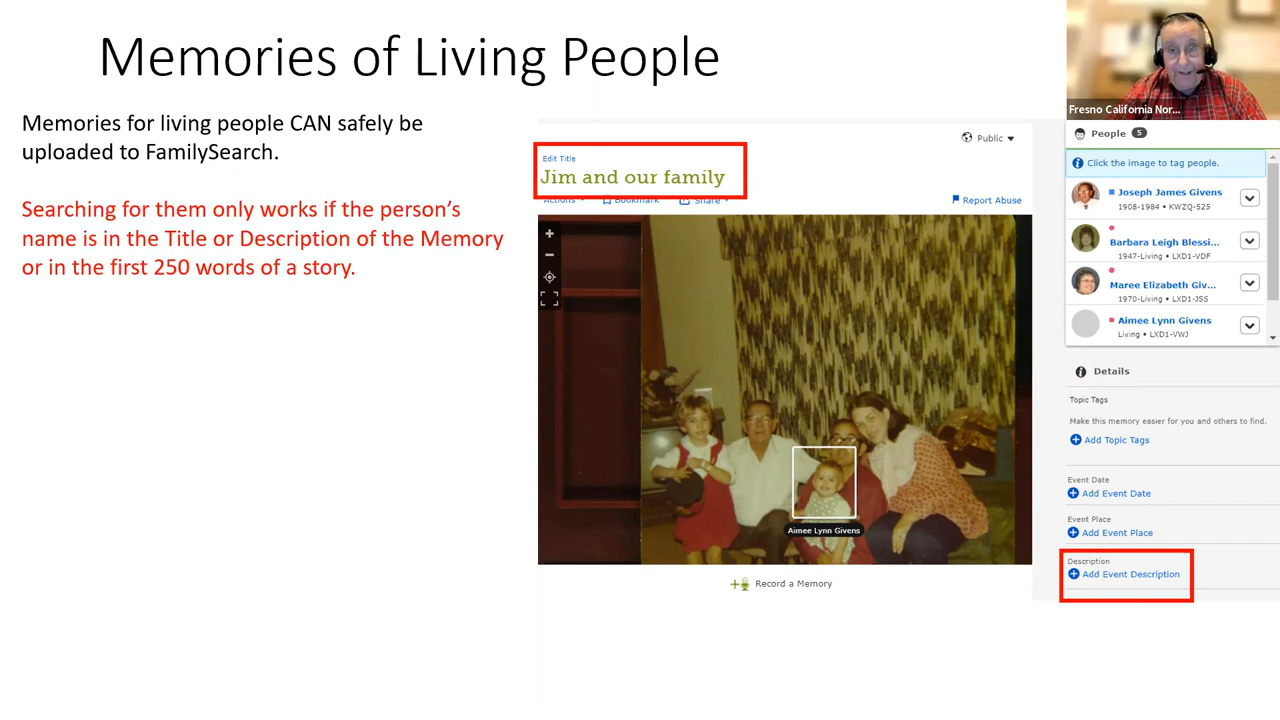 Memories of Living People
Memories for living people CAN safely be
uploaded to FamilySearch.
Searching for them only works if the person's
name is in the Title or Description of the Memory
or in the first 250 words of a story.
Public
Edit Title
Jim and our family
Actions
Bookmark
Share
Report Abuse
Aimee Lynn Givens
Record a Memory
Fresno California Nor...
People 5
Click the image to tag people.
Joseph James Givens
1908-1984 • KWZQ-52S
Barbara Leigh Blessi...
1947-Living • LXD1-VDF
Maree Elizabeth Giv...
1970-Living • LXD1-JSS
Aimee Lynn Givens
Living • LXD1-VWJ
Details
Topic Tags
Make this memory easier for you and others to find.
Add Topic Tags
Event Date
Add Event Date
Event Place
Add Event Place
Description
Add Event Description